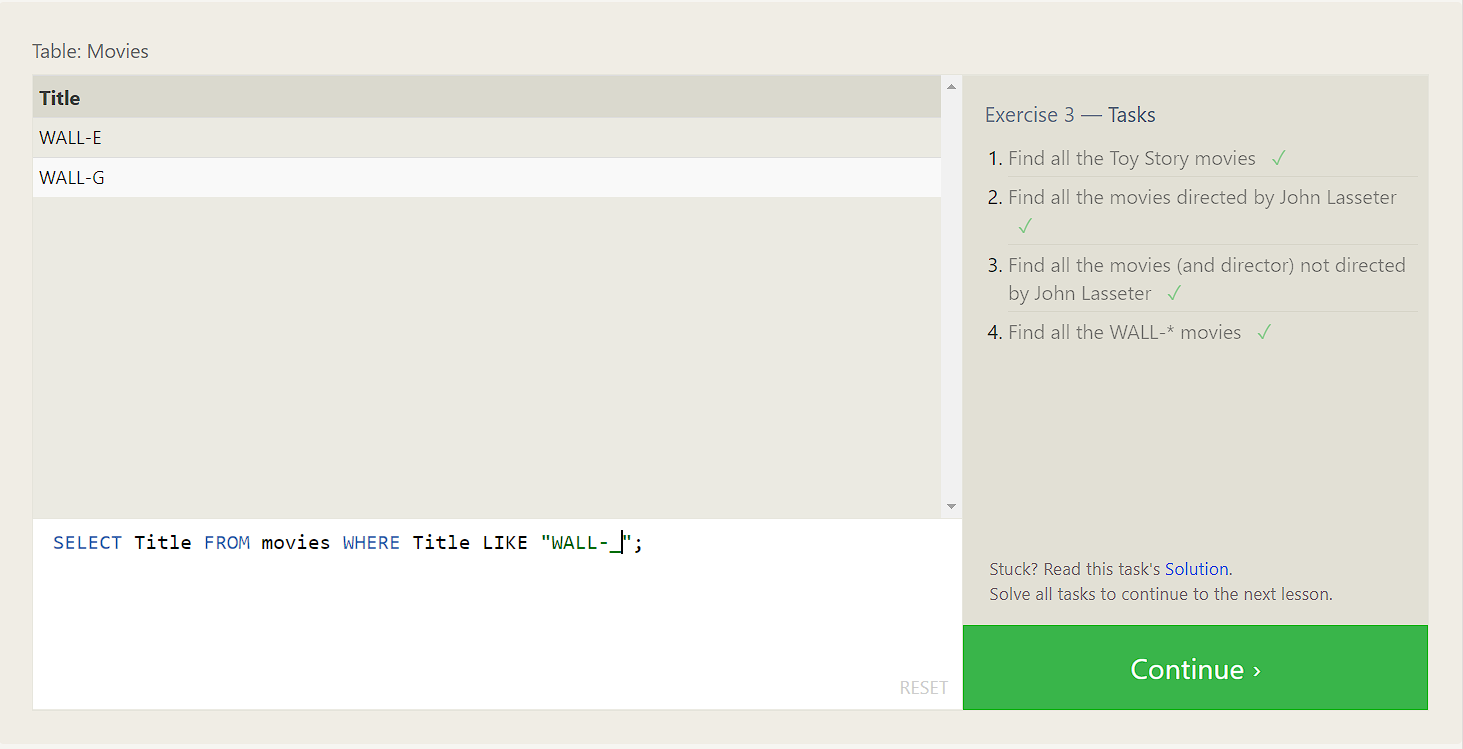 Table: Movies
Title
WALL-E
WALL-G
SELECT Title FROM movies WHERE Title LIKE "WALL-_";
RESET
Exercise 3 — Tasks
1. Find all the Toy Story movies ✓
2. Find all the movies directed by John Lasseter
✓
3. Find all the movies (and director) not directed
by John Lasseter ✓
4. Find all the WALL-* movies ✓
Stuck? Read this task's Solution.
Solve all tasks to continue to the next lesson.
Continue ›